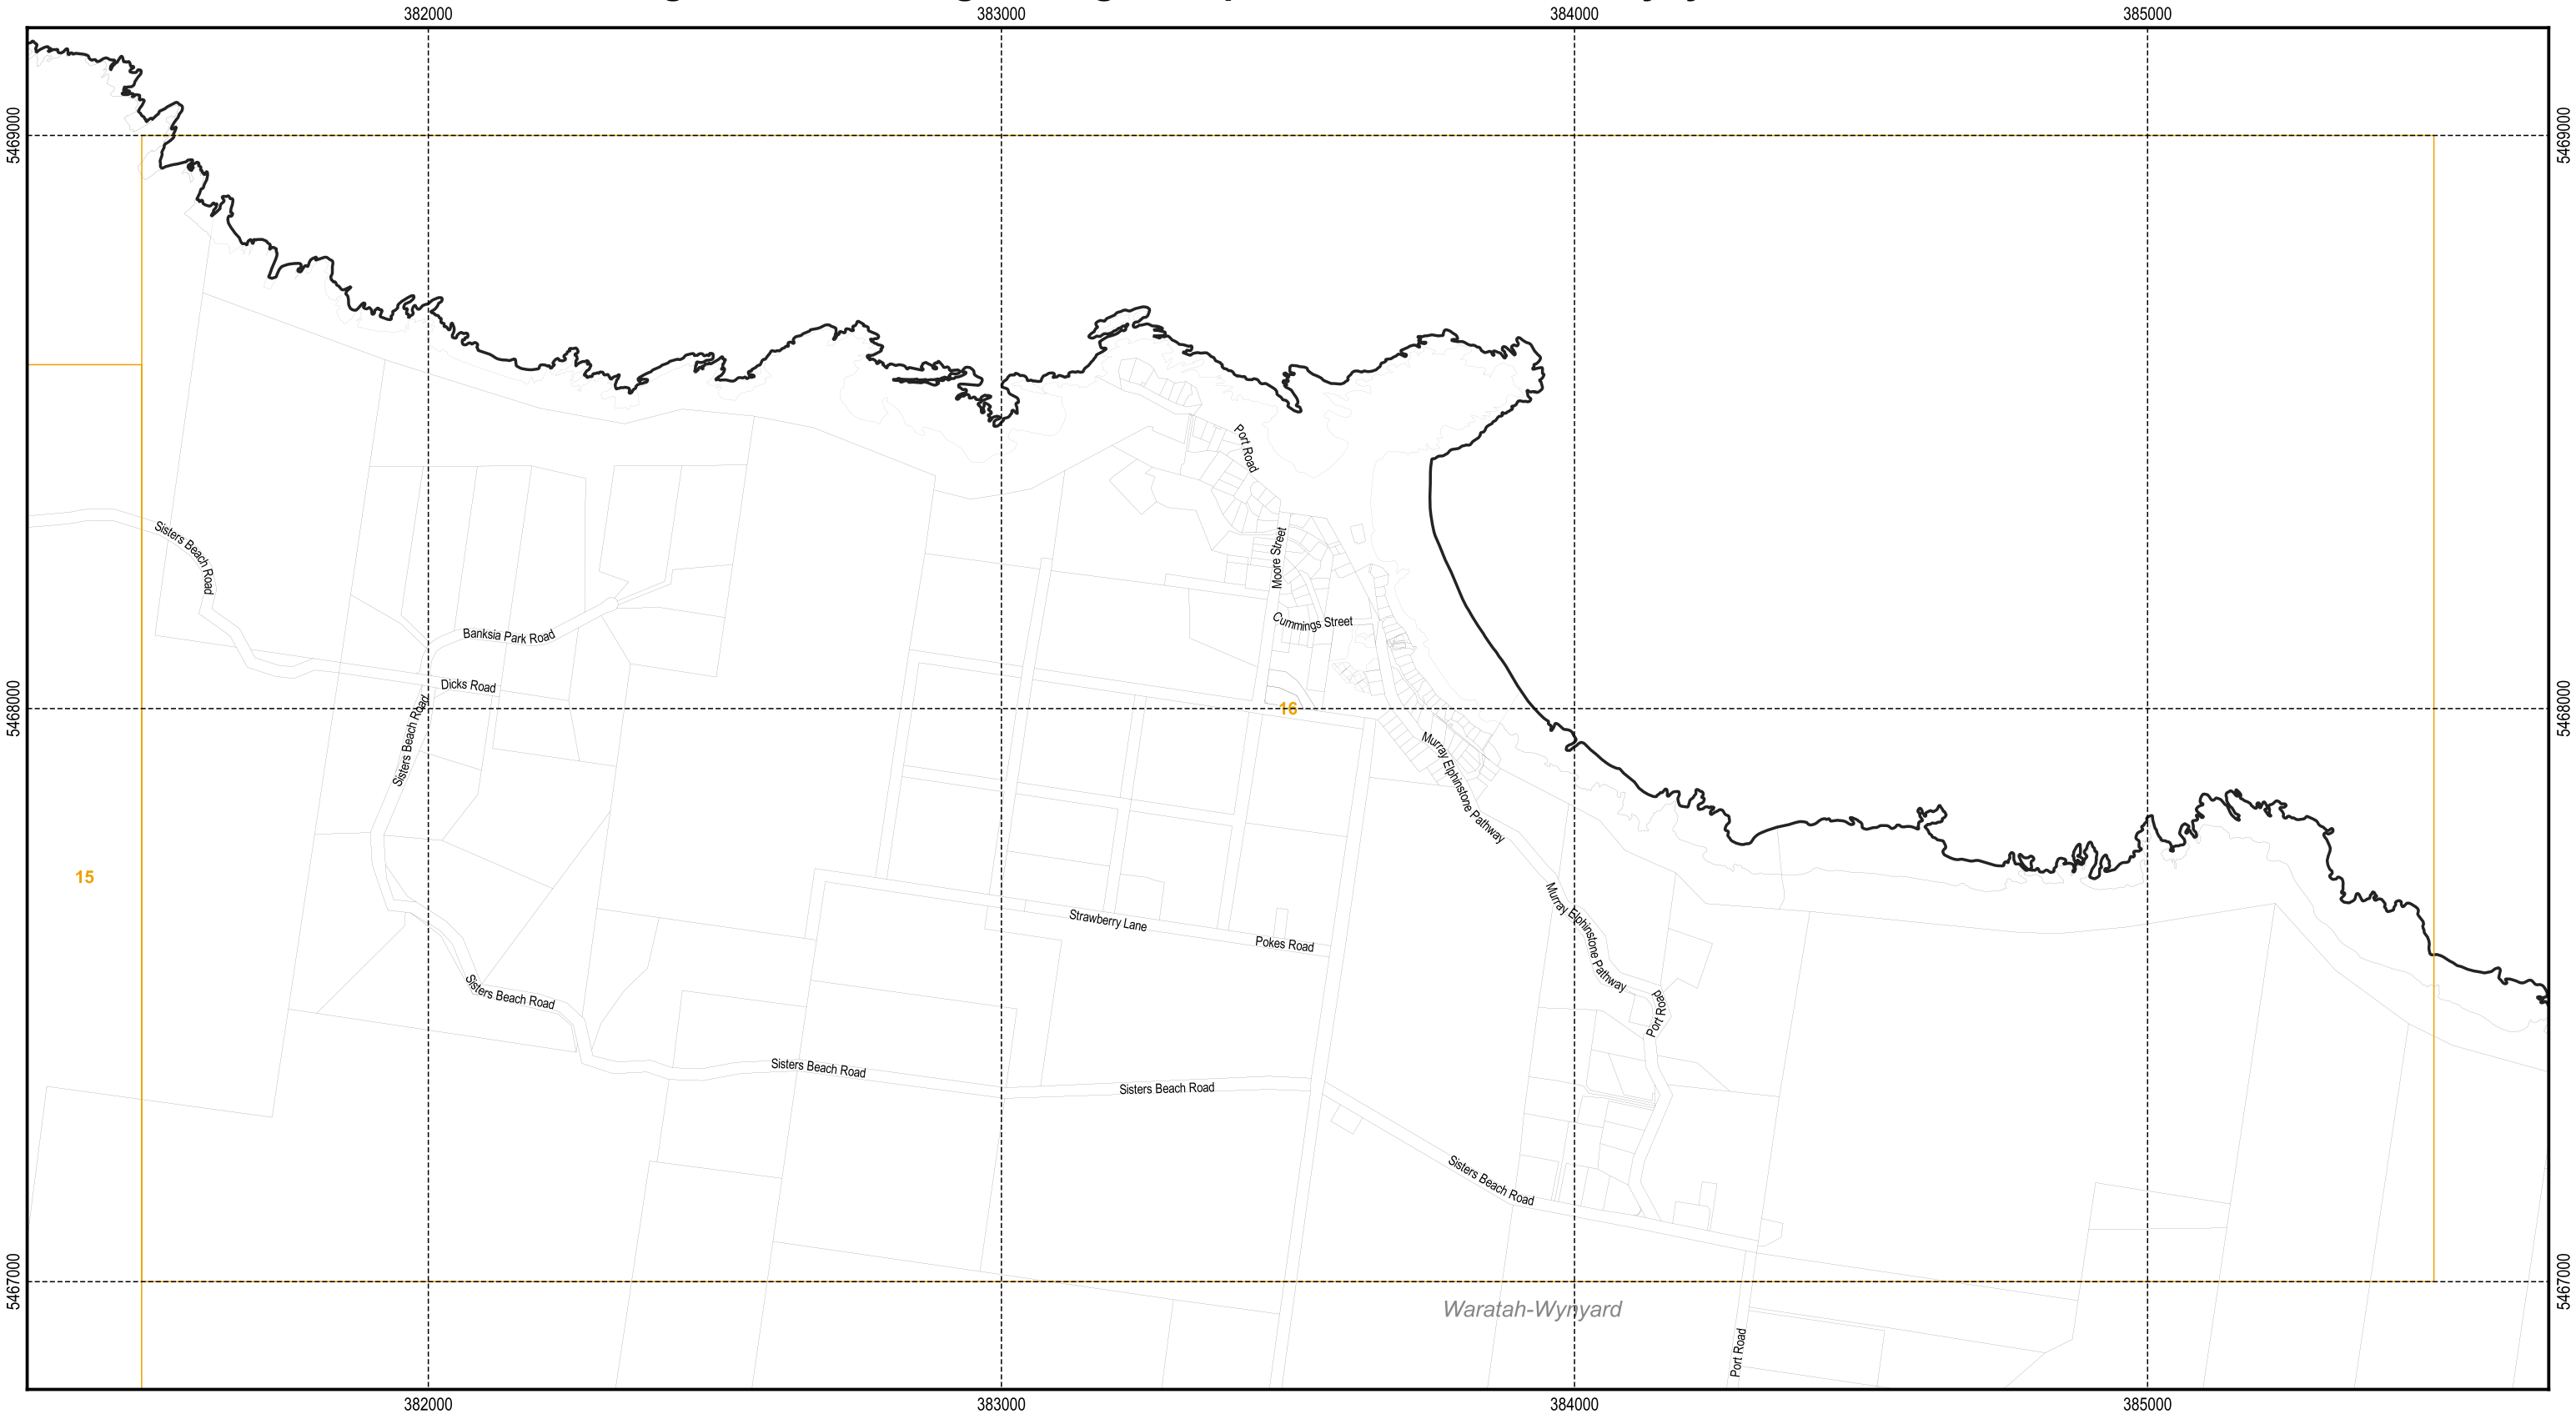 382000
383000
384000
385000
5469000
5469000
Port Road
Sisters Beach Road
Moore Street
Cummings Street
Banksia Park Road
Dicks Road
5468000
Sisters Beach Road
16
5468000
Murray Elphinstone Pathway
15
Murray Elphinstone Pathway
Strawberry Lane
Pokes Road
Sisters Beach Road
Port Road
Sisters Beach Road
Sisters Beach Road
Sisters Beach Road
5467000
5467000
Waratah-Wynyard
Port Road
382000
383000
384000
385000